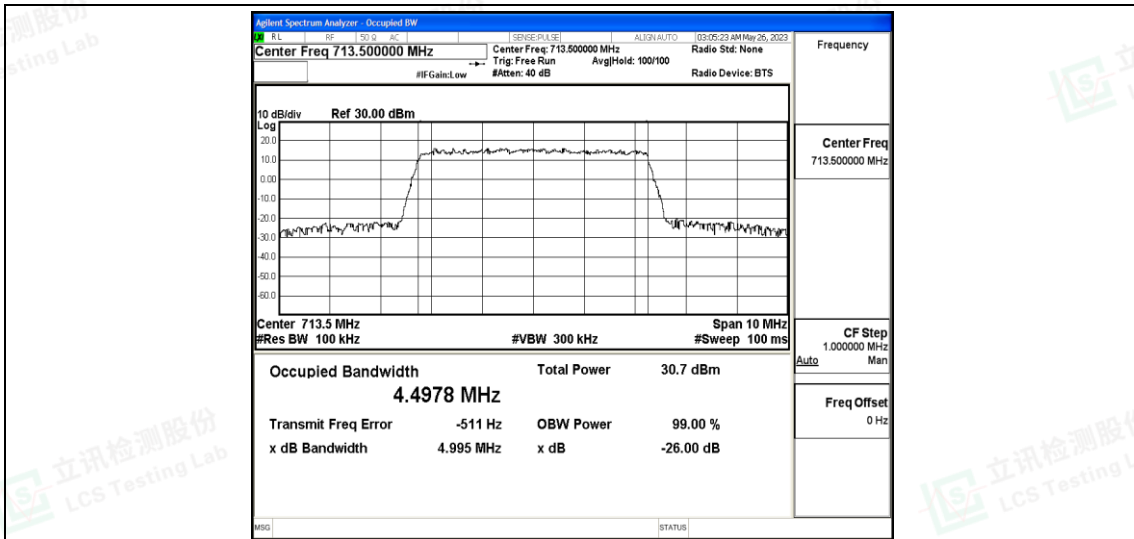 Agilent Spectrum Analyzer - Occupied BW
RL RF 50 Ω AC SENSE:PULSE ALIGN AUTO 03:05:23 AM May 26, 2023
Center Freq 713.500000 MHz
Center Freq: 713.500000 MHz
Radio Std: None
Trig: Free Run Avg|Hold: 100/100
#IFGain:Low #Atten: 40 dB Radio Device: BTS
Frequency
10 dB/div Ref 30.00 dBm
Log
20.0
10.0
0.00
-10.0
-20.0
-30.0
-40.0
-50.0
-60.0
Center 713.5 MHz Span 10 MHz
#Res BW 100 kHz #VBW 300 kHz #Sweep 100 ms
Center Freq
713.500000 MHz
CF Step
1.000000 MHz
Auto Man
Freq Offset
0 Hz
Occupied Bandwidth Total Power 30.7 dBm
4.4978 MHz
Transmit Freq Error -511 Hz OBW Power 99.00 %
x dB Bandwidth 4.995 MHz x dB -26.00 dB
MSG STATUS
立讯检测股份
LCS Testing Lab
立讯检测股份
LCS Testing L
测股份
sting Lab
立